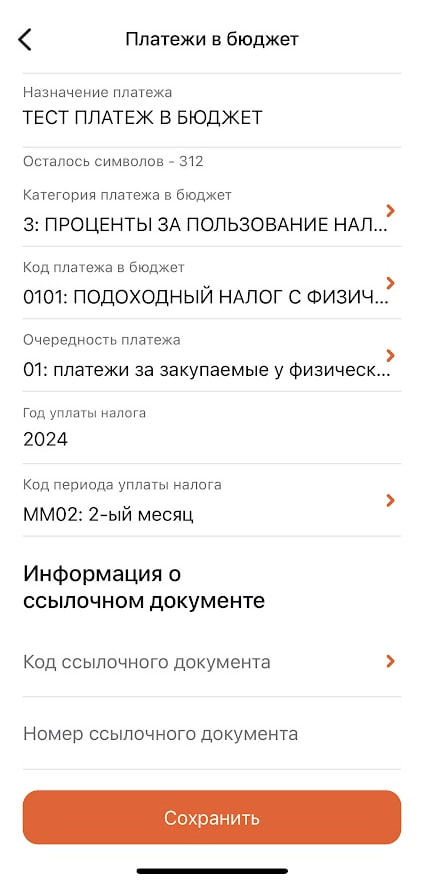 Платежи в бюджет
Назначение платежа
ТЕСТ ПЛАТЕЖ В БЮДЖЕТ
Осталось символов - 312
Категория платежа в бюджет
3: ПРОЦЕНТЫ ЗА ПОЛЬЗОВАНИЕ НАЛ...
Код платежа в бюджет
0101: ПОДОХОДНЫЙ НАЛОГ С ФИЗИЧ...
Очередность платежа
01: платежи за закупаемые у физическ...
Год уплаты налога
2024
Код периода уплаты налога
ММ02: 2-ый месяц
Информация о
ссылочном документе
Код ссылочного документа
Номер ссылочного документа
Сохранить